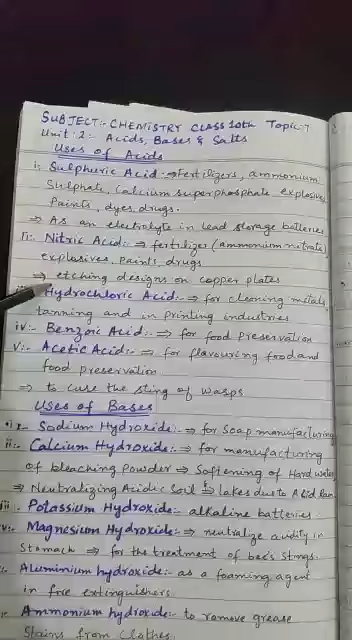 SUBJECT:- CHEMISTRY CLASS 10th Topic 7
Unit: 2:- Acids, Bases & Salts
Uses of Acids
i:- Sulphuric Acid:⇒ Fertilizers, ammonium
Sulphate, Calcium superphosphate explosives
Paints, dyes, drugs.
⇒ As an electrolyte in lead storage batteries
ii:- Nitric Acid:- ⇒ fertilizer (ammonium nitrate)
explosives. paints, drugs
⇒ etching designs on copper plates
Hydrochloric Acid:- ⇒ for cleaning metals,
tanning and in printing industries
iv:- Benzoic Acid:- ⇒ for food preservation
v:- Acetic Acid:- ⇒ for flavouring food and
food preservation
⇒ to cure the sting of wasps
Uses of Bases
i:- Sodium Hydroxide:- ⇒ for soap manufacturing
ii:- Calcium Hydroxide:- ⇒ for manufacturing
of bleaching Powder ⇒ Softening of Hard water
⇒ Neutralizing Acidic Soil & lakes due to Acid Rain
iii:- Potassium Hydroxide:- alkaline batteries.
v:- Magnesium Hydroxide:- ⇒ neutralize acidity in
Stomach ⇒ for the treatment of bee's stings.
:- Aluminium hydroxide:- as a foaming agent
in fire extinguishers.
:- Ammonium hydroxide:- to remove grease
Stains from clothes.